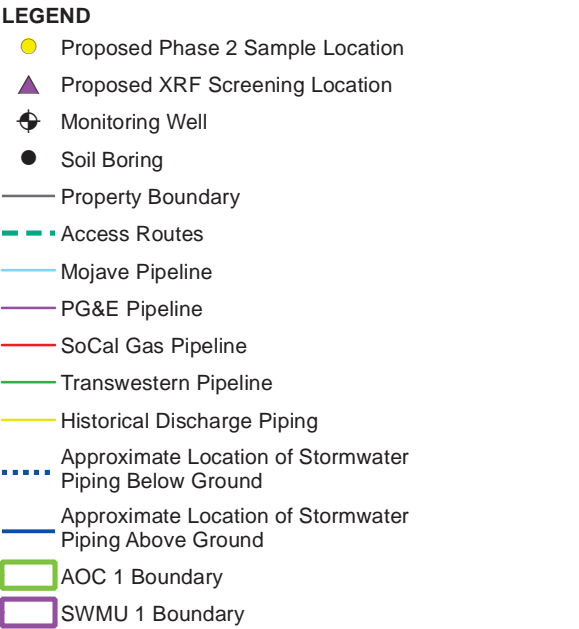 LEGEND
Proposed Phase 2 Sample Location
Proposed XRF Screening Location
Monitoring Well
Soil Boring
Property Boundary
Access Routes
Mojave Pipeline
PG&E Pipeline
SoCal Gas Pipeline
Transwestern Pipeline
Historical Discharge Piping
Approximate Location of Stormwater
Piping Below Ground
Approximate Location of Stormwater
Piping Above Ground
AOC 1 Boundary
SWMU 1 Boundary